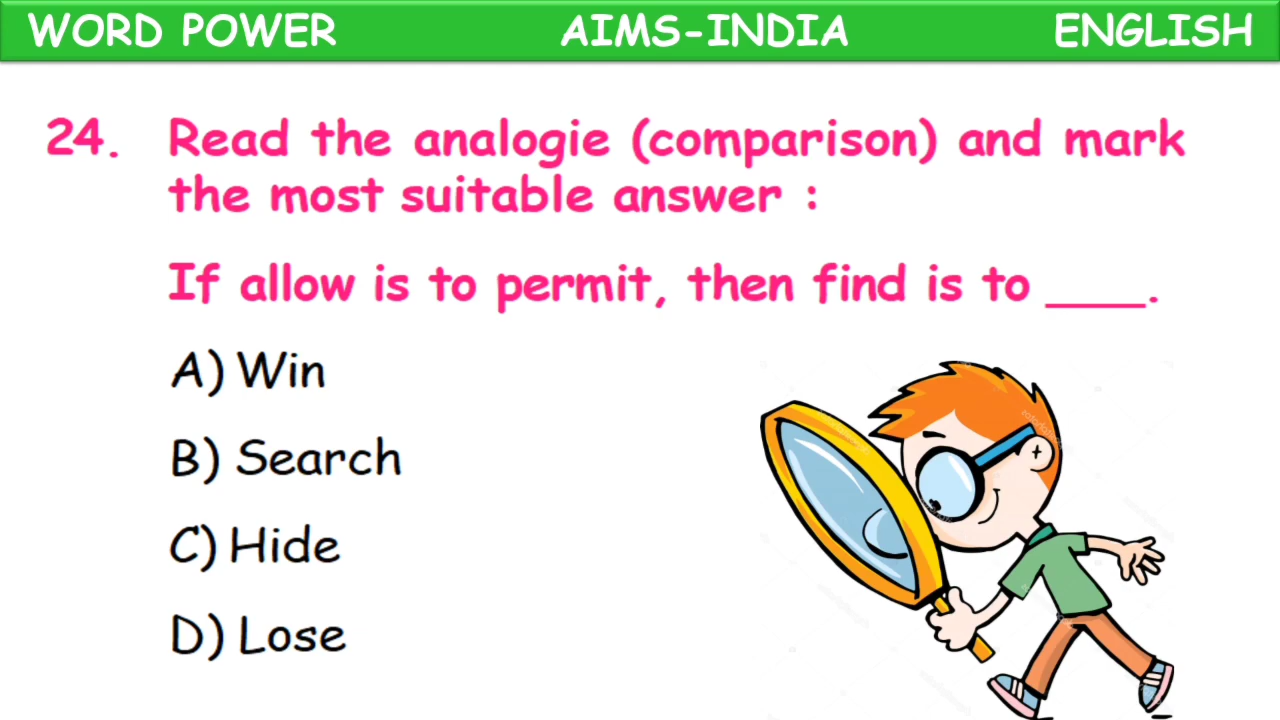 WORD POWER AIMS-INDIA ENGLISH
24. Read the analogie (comparison) and mark
the most suitable answer :
If allow is to permit, then find is to ____.
A) Win
B) Search
C) Hide
D) Lose